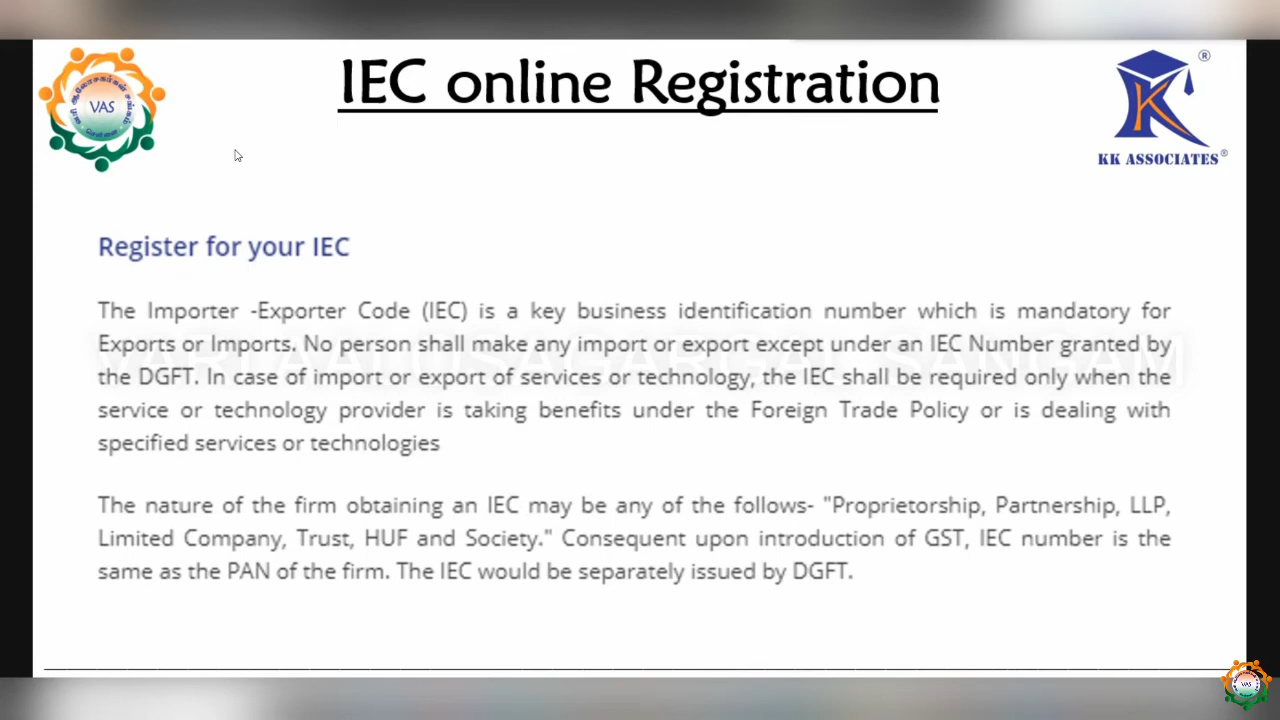 IEC online Registration
VAS
®
KK ASSOCIATES®
Register for your IEC
The Importer -Exporter Code (IEC) is a key business identification number which is mandatory for
Exports or Imports. No person shall make any import or export except under an IEC Number granted by
the DGFT. In case of import or export of services or technology, the IEC shall be required only when the
service or technology provider is taking benefits under the Foreign Trade Policy or is dealing with
specified services or technologies
The nature of the firm obtaining an IEC may be any of the follows- "Proprietorship, Partnership, LLP,
Limited Company, Trust, HUF and Society." Consequent upon introduction of GST, IEC number is the
same as the PAN of the firm. The IEC would be separately issued by DGFT.
VAS